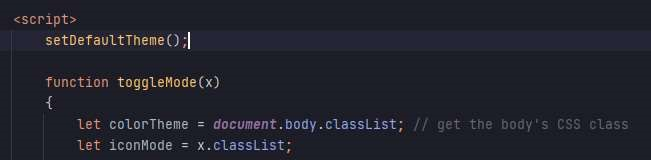 <script>
setDefaultTheme();
function toggleMode(x)
{
let colorTheme = document.body.classList; // get the body's CSS class
let iconMode = x.classList;